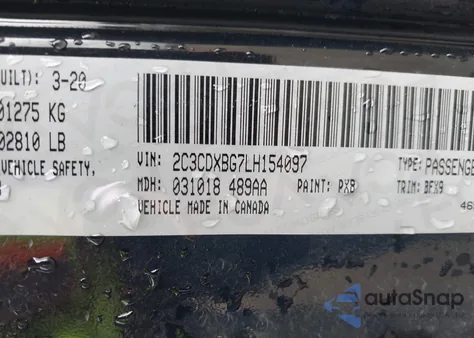 UILT): 3-20
01275 KG
02810 LB
VEHICLE SAFETY,
VIN: 2C3CDXBG7LH154097 TYPE: PASSENGE
MDH: 031018 489AA PAINT: PXB TRIM: BFX9
VEHICLE MADE IN CANADA 46
autoSnap